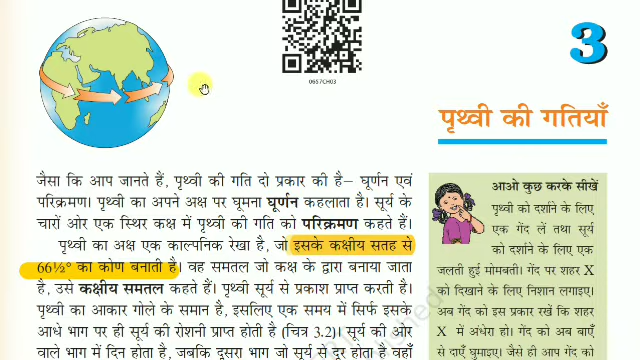 0657CH03
3
पृथ्वी की गतियाँ
जैसा कि आप जानते हैं, पृथ्वी की गति दो प्रकार की है– घूर्णन एवं
परिक्रमण। पृथ्वी का अपने अक्ष पर घूमना घूर्णन कहलाता है। सूर्य के
चारों ओर एक स्थिर कक्ष में पृथ्वी की गति को परिक्रमण कहते हैं।
पृथ्वी का अक्ष एक काल्पनिक रेखा है, जो इसके कक्षीय सतह से
66½° का कोण बनाती है। वह समतल जो कक्ष के द्वारा बनाया जाता
है, उसे कक्षीय समतल कहते हैं। पृथ्वी सूर्य से प्रकाश प्राप्त करती है।
पृथ्वी का आकार गोले के समान है, इसलिए एक समय में सिर्फ इसके
आधे भाग पर ही सूर्य की रोशनी प्राप्त होती है (चित्र 3.2)। सूर्य की ओर
वाले भाग में दिन होता है, जबकि दूसरा भाग जो सूर्य से दूर होता है वहाँ
आओ कुछ करके सीखें
पृथ्वी को दर्शाने के लिए
एक गेंद लें तथा सूर्य
को दर्शाने के लिए एक
जलती हुई मोमबत्ती। गेंद पर शहर X
को दिखाने के लिए निशान लगाइए।
अब गेंद को इस प्रकार रखें कि शहर
X में अंधेरा हो। गेंद को अब बाएँ
से दाएँ घुमाइए। जैसे ही आप गेंद को